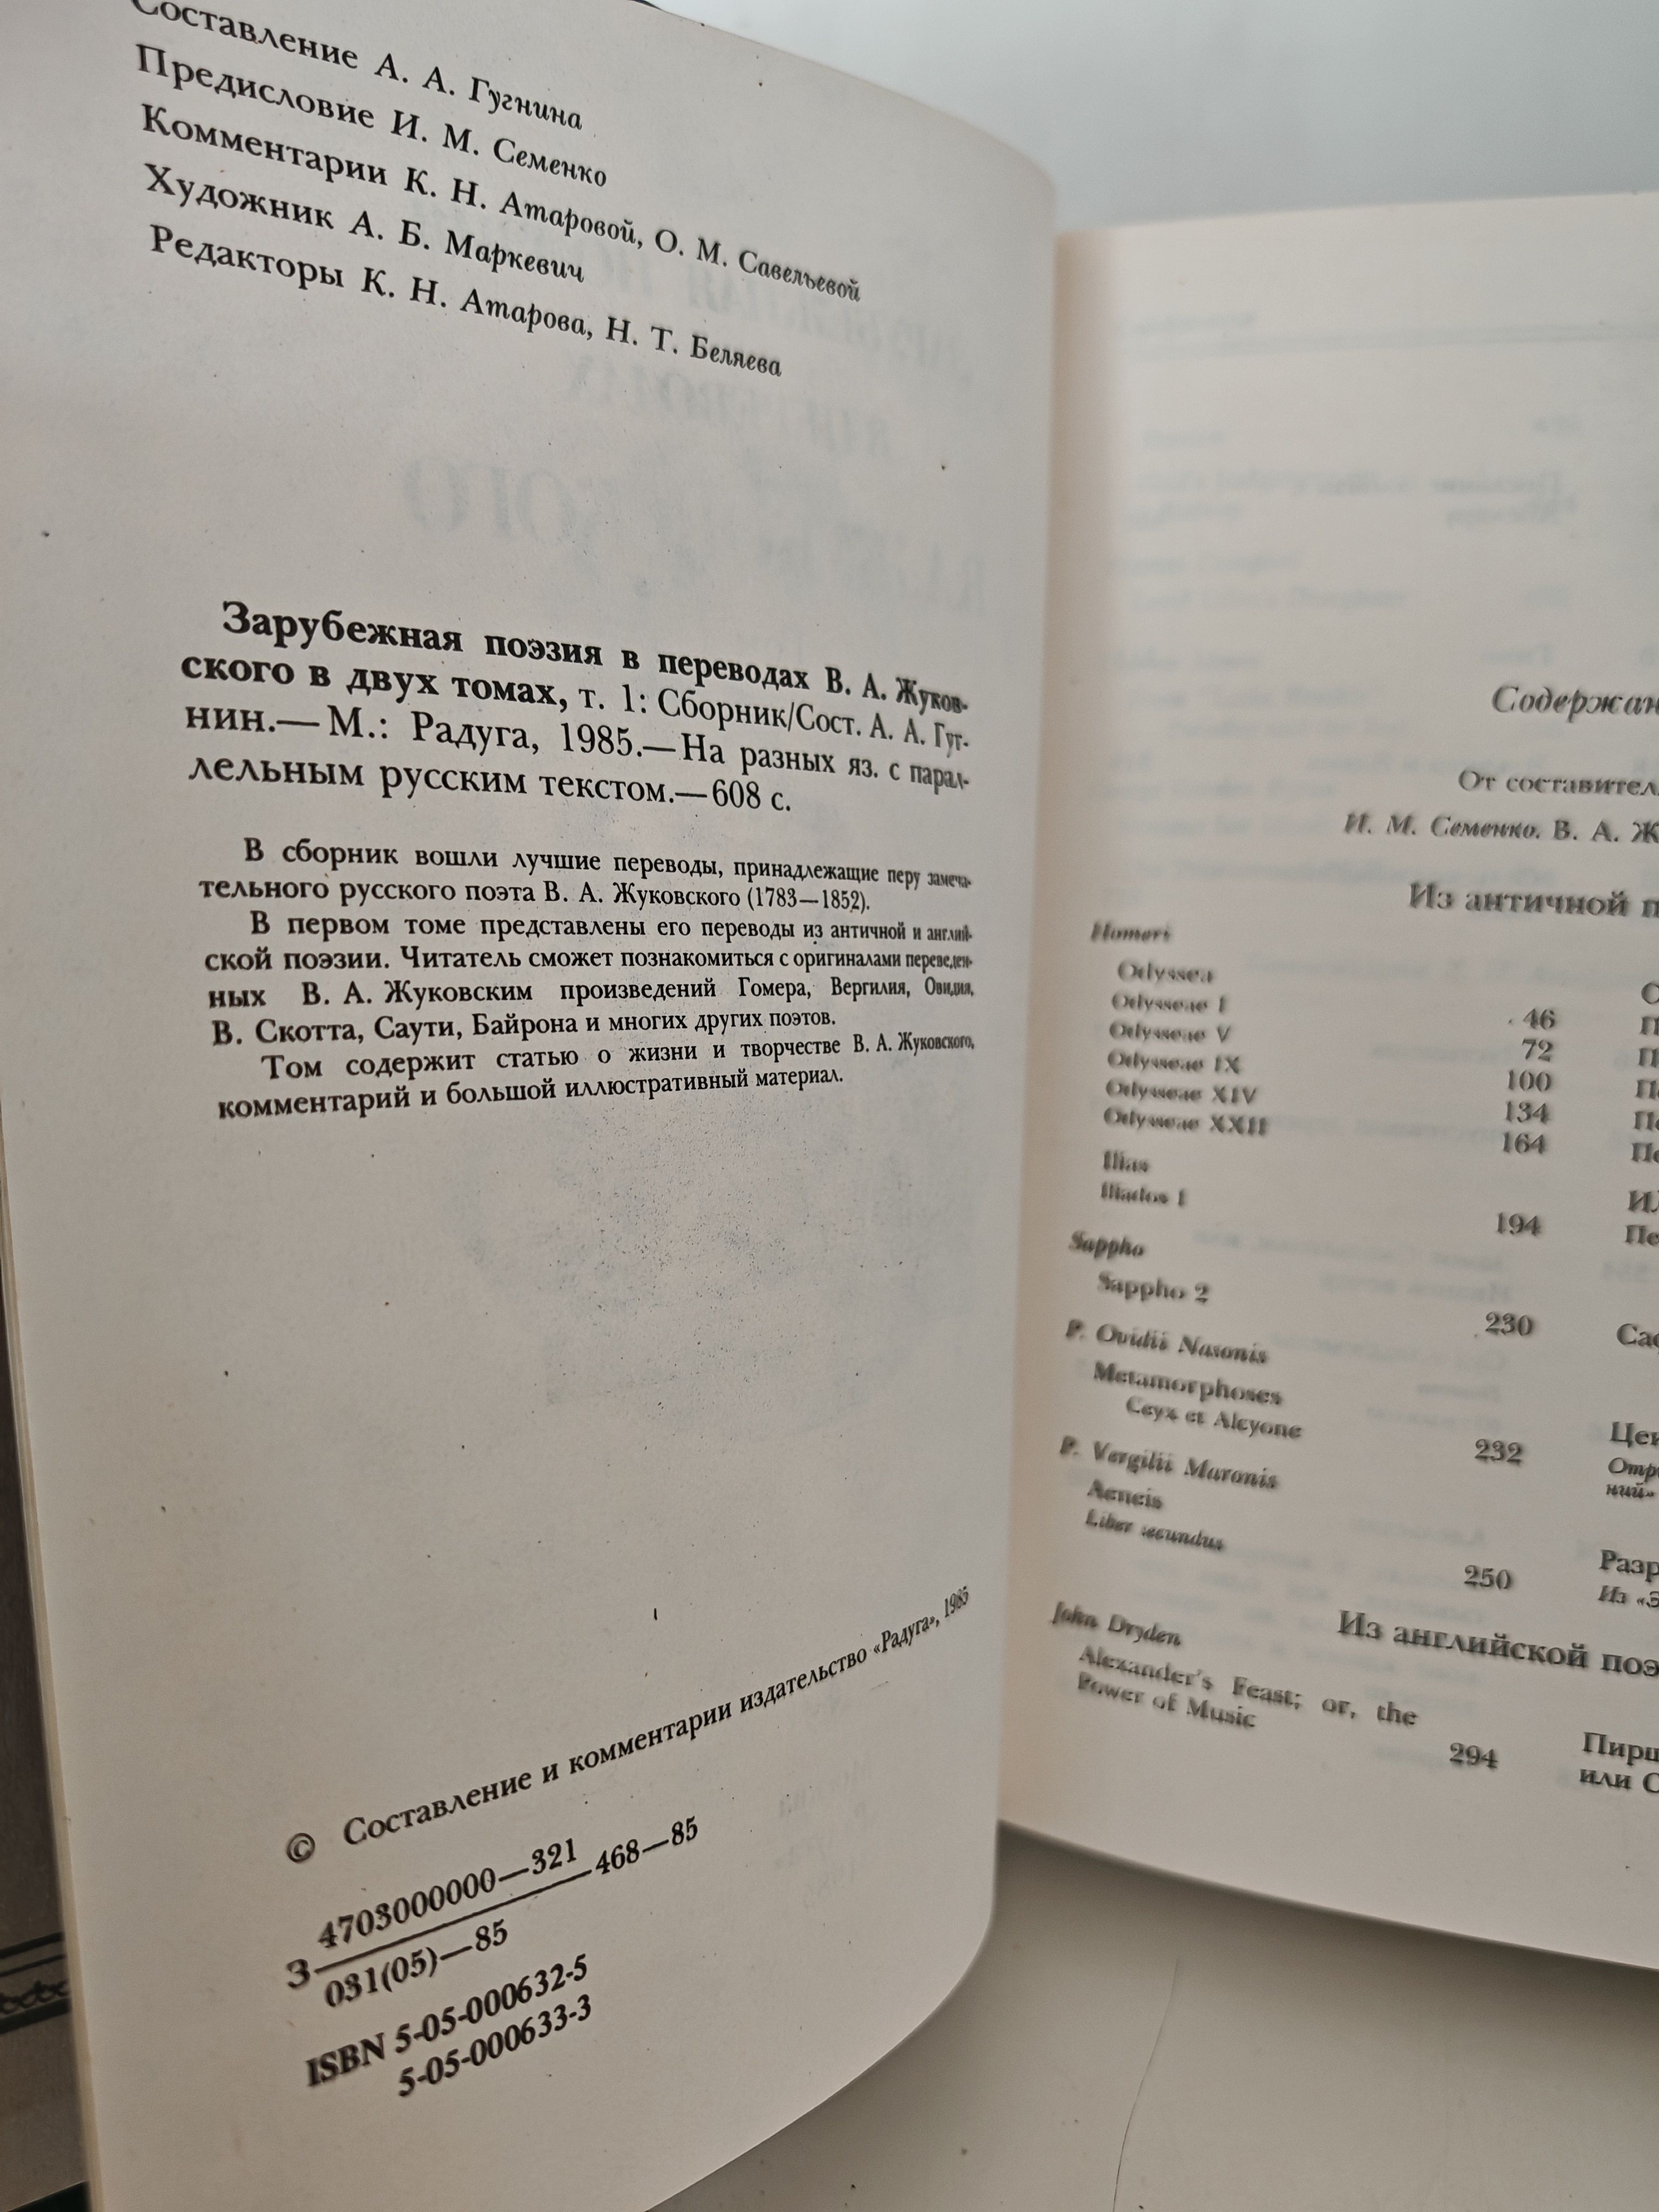 Составление А. А. Гугнина
Предисловие И. М. Семенко
Комментарии К. Н. Атаровой, О. М. Савельевой
Художник А. Б. Маркевич
Редакторы К. Н. Атарова, Н. Т. Беляева
Зарубежная поэзия в переводах В. А. Жуков-
ского в двух томах, т. 1: Сборник/Сост. А. А. Гуг-
нин.— М.: Радуга, 1985.—На разных яз. с парал-
лельным русским текстом.—608 с.
В сборник вошли лучшие переводы, принадлежащие перу замеча-
тельного русского поэта В. А. Жуковского (1783—1852).
В первом томе представлены его переводы из античной и англий-
ской поэзии. Читатель сможет познакомиться с оригиналами переведен-
ных В. А. Жуковским произведений Гомера, Вергилия, Овидия,
В. Скотта, Саути, Байрона и многих других поэтов.
Том содержит статью о жизни и творчестве В. А. Жуковского,
комментарий и большой иллюстративный материал.
© Составление и комментарии издательство «Радуга», 1985
4703000000—321
З 468—85
031(05)—85
ISBN 5-05-000632-5
5-05-000633-3
Содержан
От составител
И. М. Семенко. В. А. Ж
Из античной п
Homeri
Odyssea
Odysseae I 46
Odysseae V 72
Odysseae IX 100
Odysseae XIV 134
Odysseae XXII 164
Ilias
Iliados I 194
Sappho
Sappho 2 230
P. Ovidii Nasonis
Metamorphoses
Ceyx et Alcyone 232
P. Vergilii Maronis
Aeneis
Liber secundus 250
Из английской поэ
John Dryden
Alexander's Feast; or, the
Power of Music 294
Пирш
или С